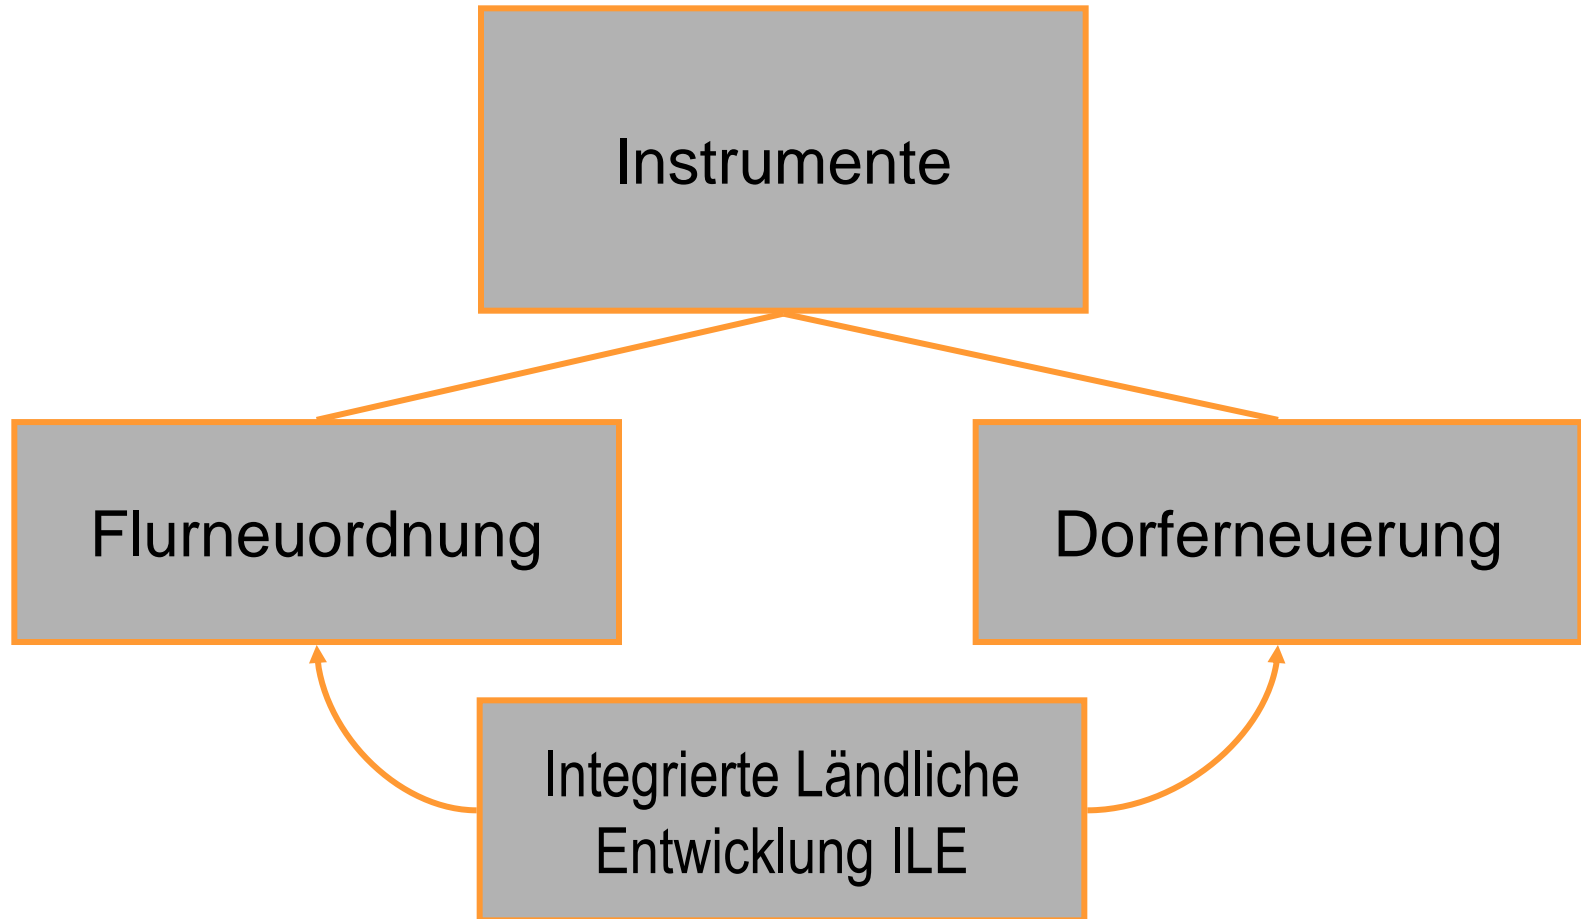 Instrumente
Flurneuordnung
Dorferneuerung
Integrierte Ländliche
Entwicklung ILE